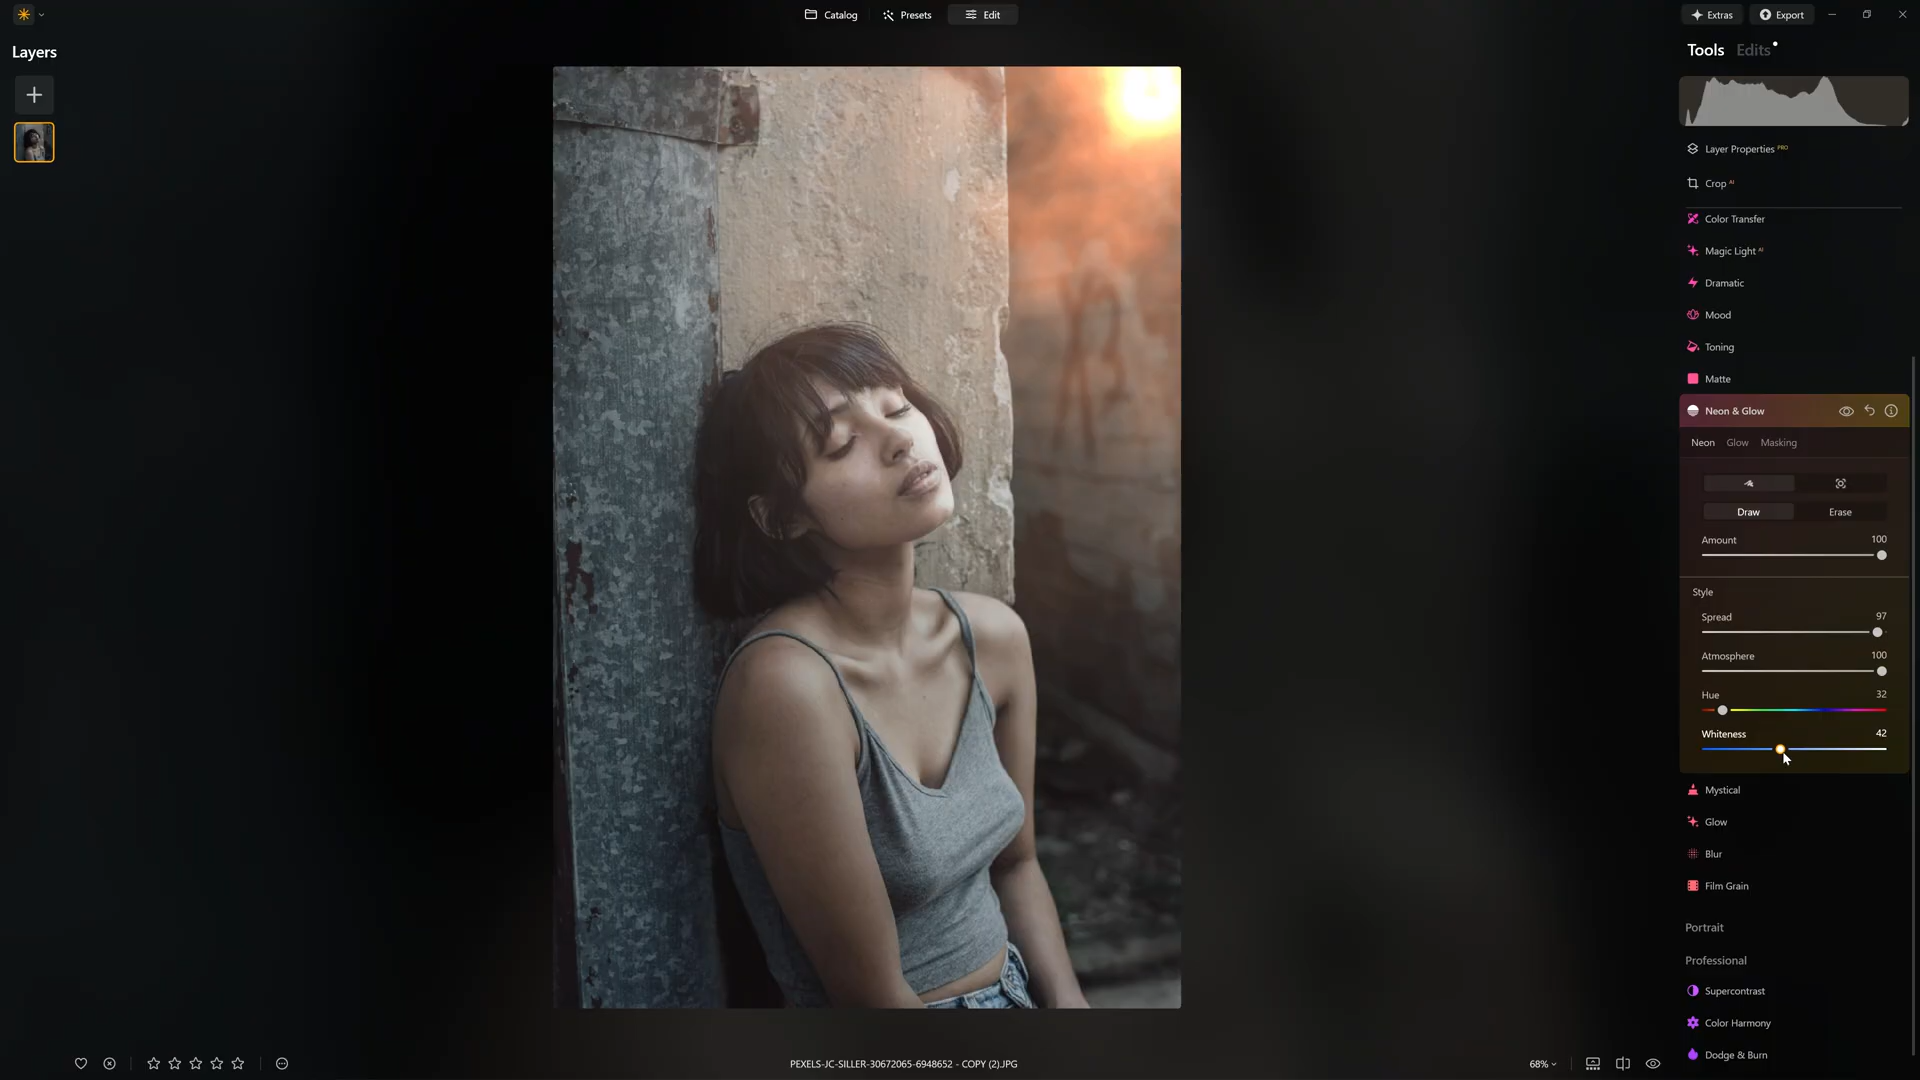 Catalog Presets Edit
Extras Export
Layers
Tools Edits
Layer Properties PRO
Crop AI
Color Transfer
Magic Light AI
Dramatic
Mood
Toning
Matte
Neon & Glow
Neon Glow Masking
Draw Erase
Amount 100
Style
Spread 97
Atmosphere 100
Hue 32
Whiteness 42
Mystical
Glow
Blur
Film Grain
Portrait
Professional
Supercontrast
Color Harmony
Dodge & Burn
PEXELS-JC-SILLER-30672065-6948652 - COPY (2).JPG
68%